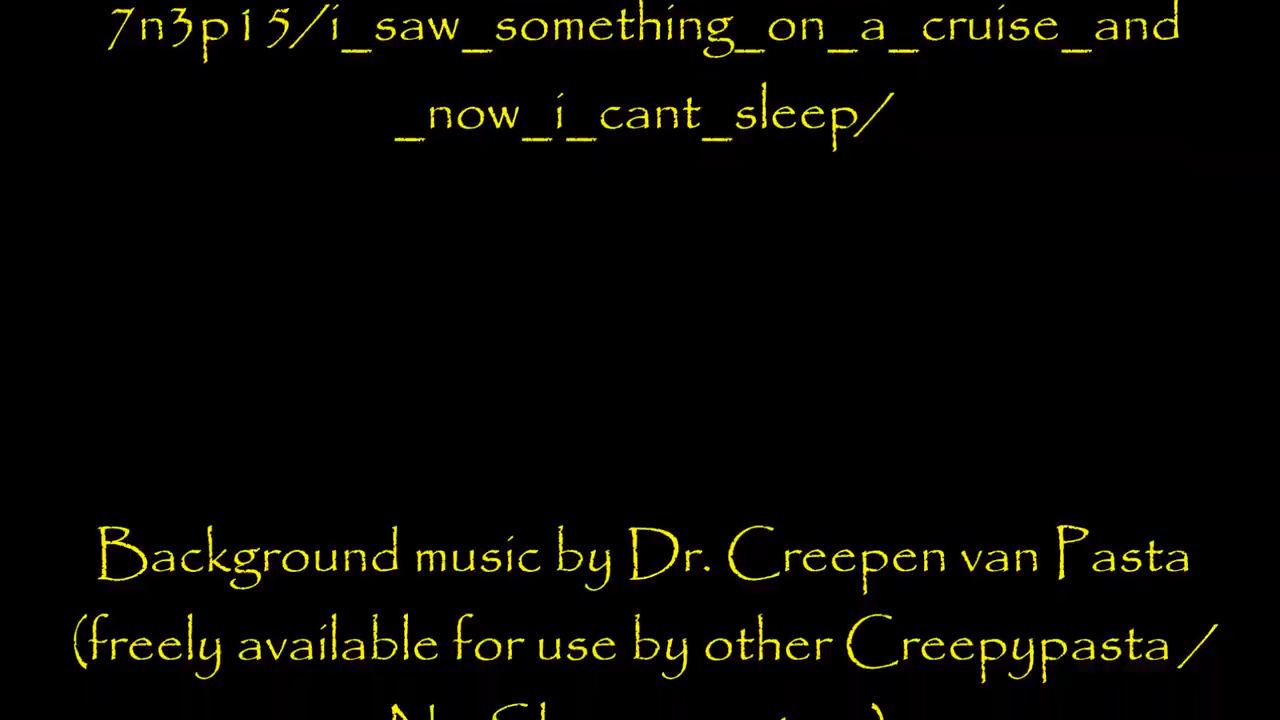 7n3p15/i_saw_something_on_a_cruise_and
_now_i_cant_sleep/
Background music by Dr. Creepen van Pasta
(freely available for use by other Creepypasta /